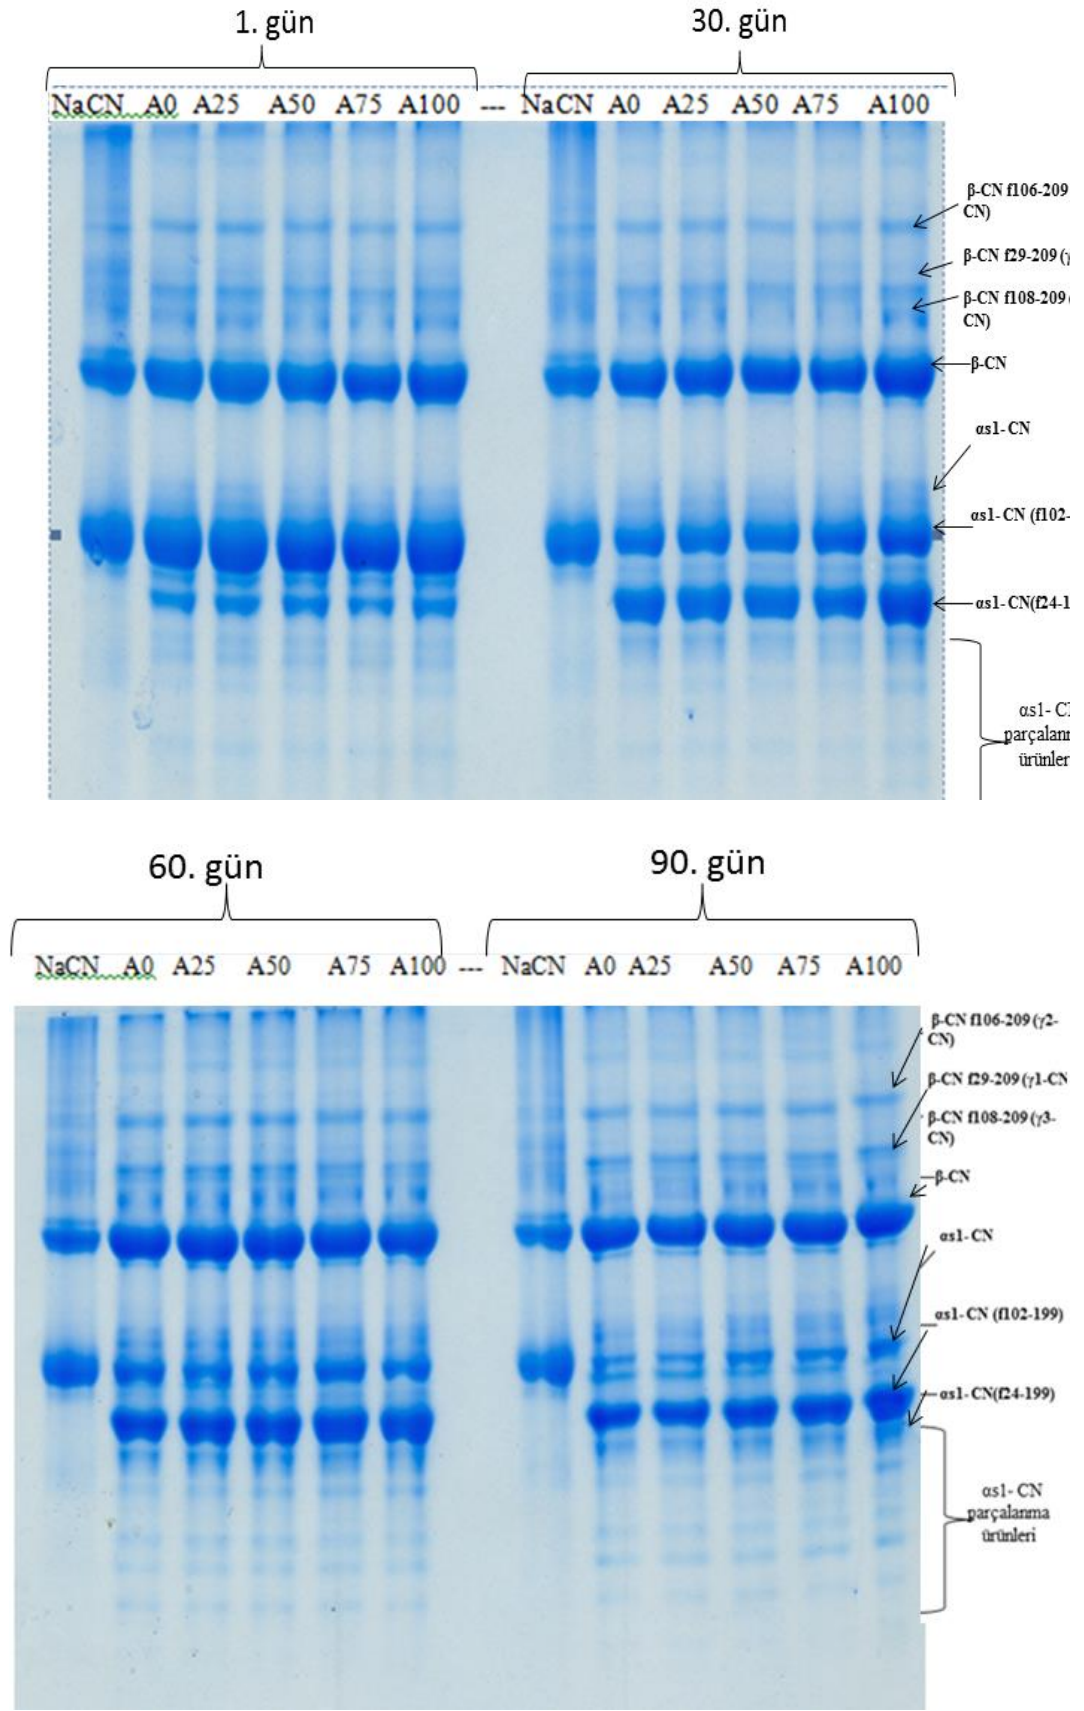 1. gün
30. gün
NaCN A0 A25 A50 A75 A100 --- NaCN A0 A25 A50 A75 A100
β-CN f106-209
CN)
β-CN f29-209 (γ
β-CN f108-209 (
CN)
β-CN
αs1- CN
αs1- CN (f102-
αs1- CN(f24-1
αs1- CN
parçalanm
ürünler
60. gün
90. gün
NaCN A0 A25 A50 A75 A100 --- NaCN A0 A25 A50 A75 A100
β-CN f106-209 (γ2-
CN)
β-CN f29-209 (γ1-CN
β-CN f108-209 (γ3-
CN)
β-CN
αs1- CN
αs1- CN (f102-199)
αs1- CN(f24-199)
αs1- CN
parçalanma
ürünleri